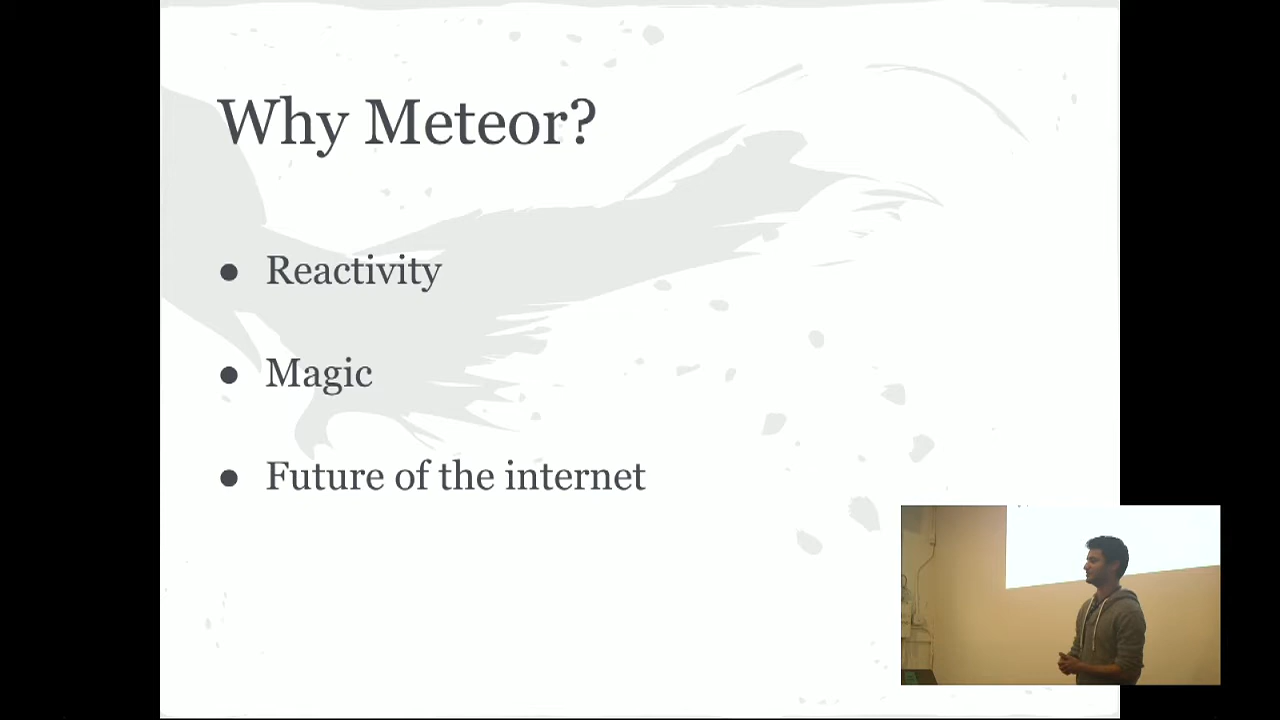 Why Meteor?
● Reactivity
● Magic
● Future of the internet